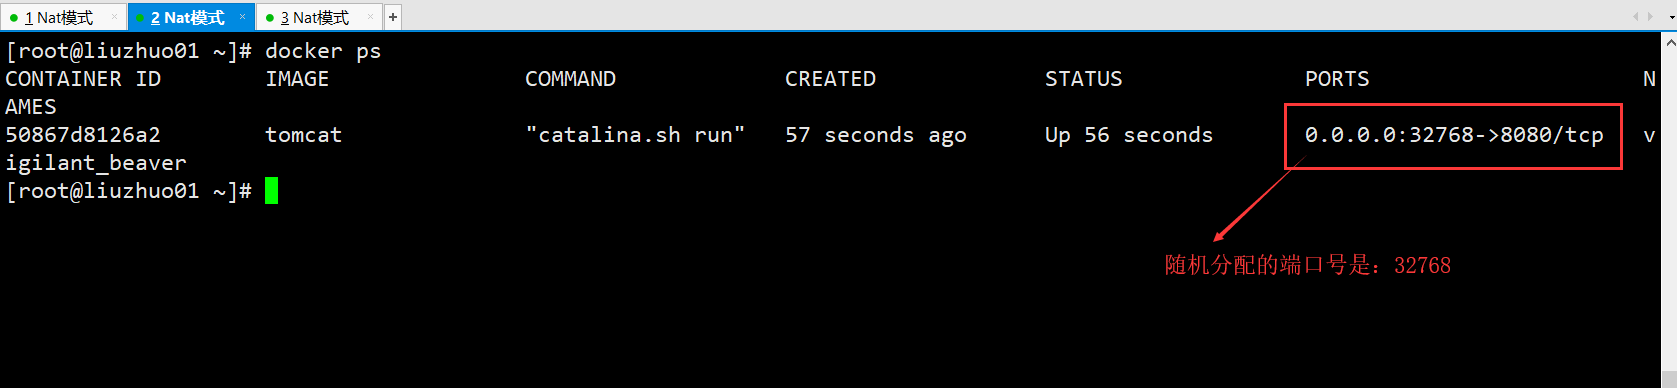 1 Nat模式 × 2 Nat模式 × 3 Nat模式 × +
[root@liuzhuo01 ~]# docker ps
CONTAINER ID IMAGE COMMAND CREATED STATUS PORTS N
AMES
50867d8126a2 tomcat "catalina.sh run" 57 seconds ago Up 56 seconds 0.0.0.0:32768->8080/tcp v
igilant_beaver
[root@liuzhuo01 ~]#
随机分配的端口号是：32768